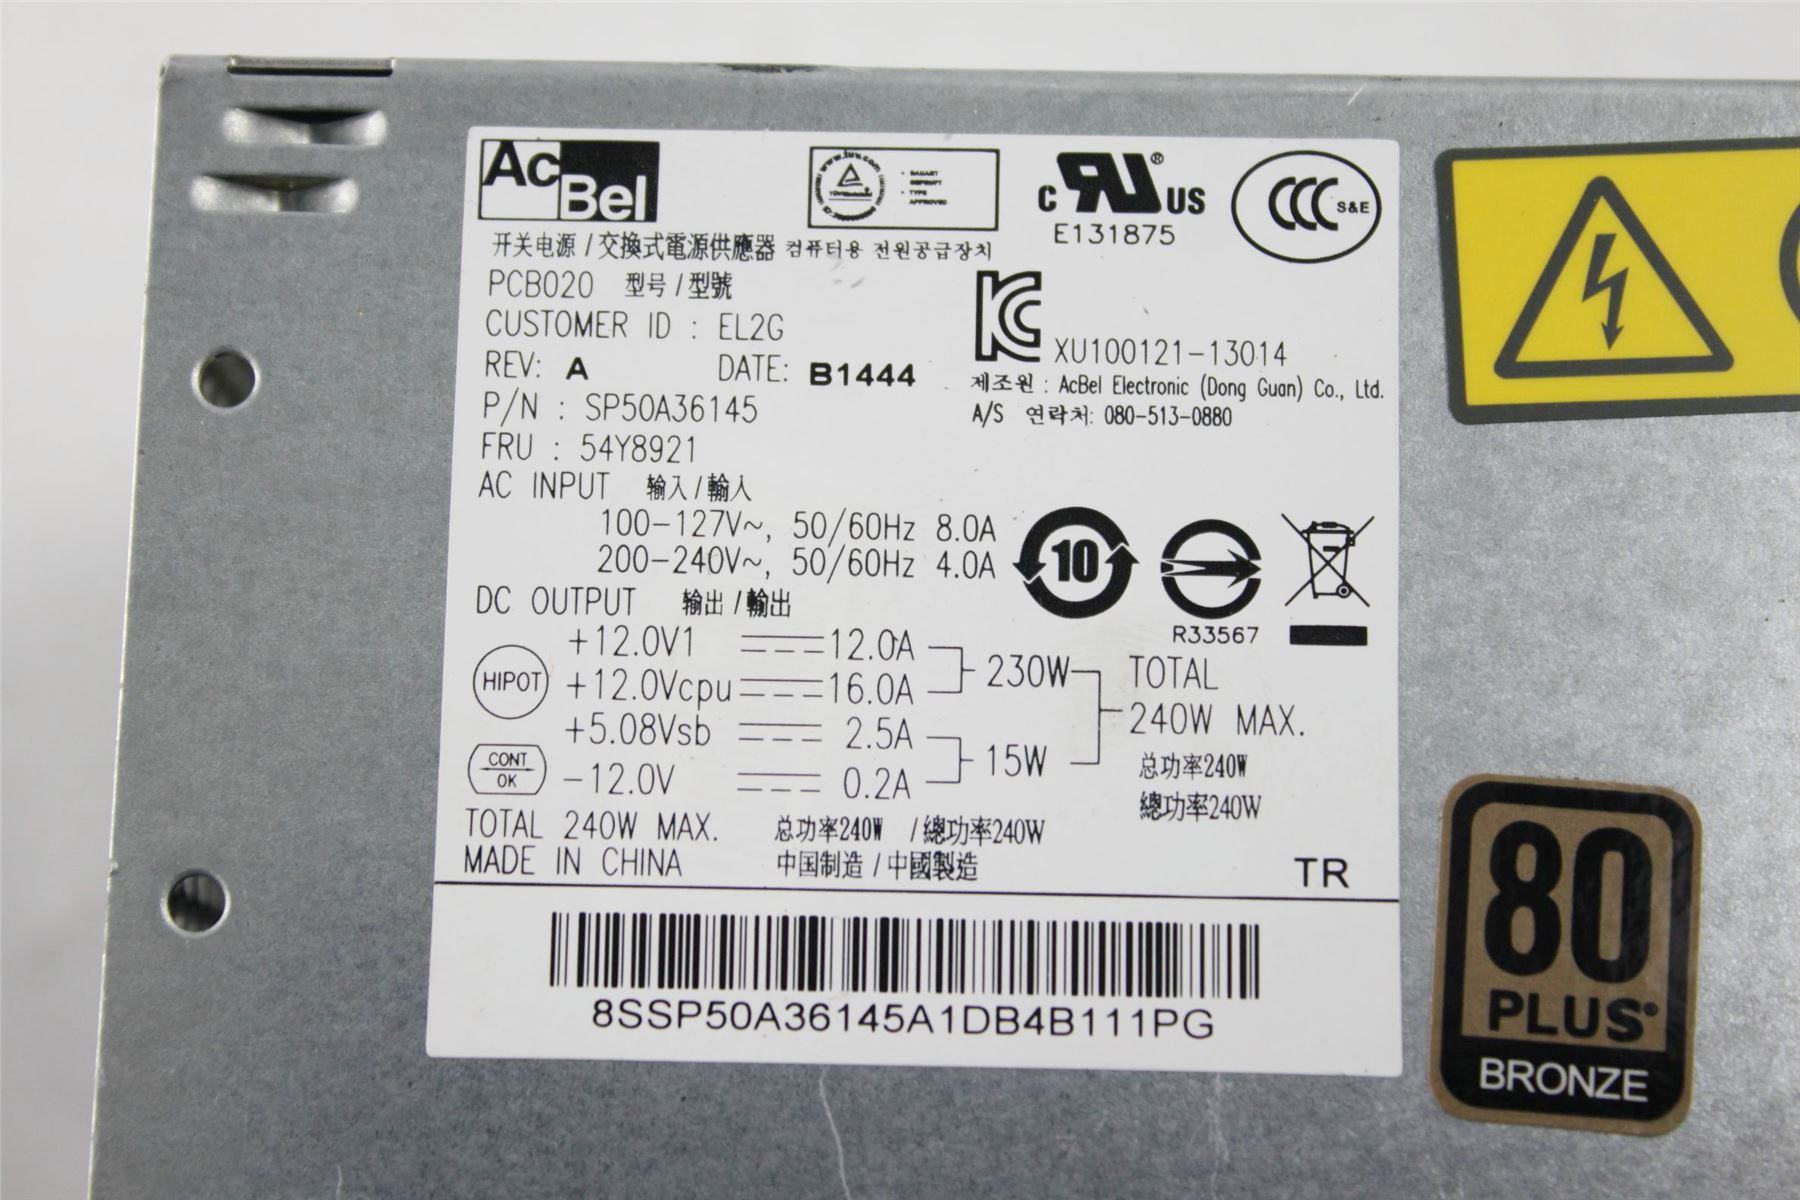 AcBel
BAUART
GEPRÜFT
TYPE
APPROVED
c RU® US
E131875
CCC S&E
开关电源 / 交換式電源供應器 컴퓨터용 전원공급장치
PCB020 型号 / 型號
CUSTOMER ID : EL2G
REV: A DATE: B1444
P/N : SP50A36145
FRU : 54Y8921
KC XU100121-13014
제조원 : AcBel Electronic (Dong Guan) Co., Ltd.
A/S 연락처: 080-513-0880
AC INPUT 输入 / 輸入
100-127V~, 50/60Hz 8.0A
200-240V~, 50/60Hz 4.0A
10
R33567
DC OUTPUT 输出 / 輸出
+12.0V1 12.0A
HIPOT
+12.0Vcpu 16.0A
230W
+5.08Vsb 2.5A
CONT
OK
-12.0V 0.2A
15W
TOTAL
240W MAX.
总功率240W
總功率240W
TOTAL 240W MAX. 总功率240W / 總功率240W
MADE IN CHINA 中国制造 / 中國製造
TR
8SSP50A36145A1DB4B111PG
80
PLUS
BRONZE